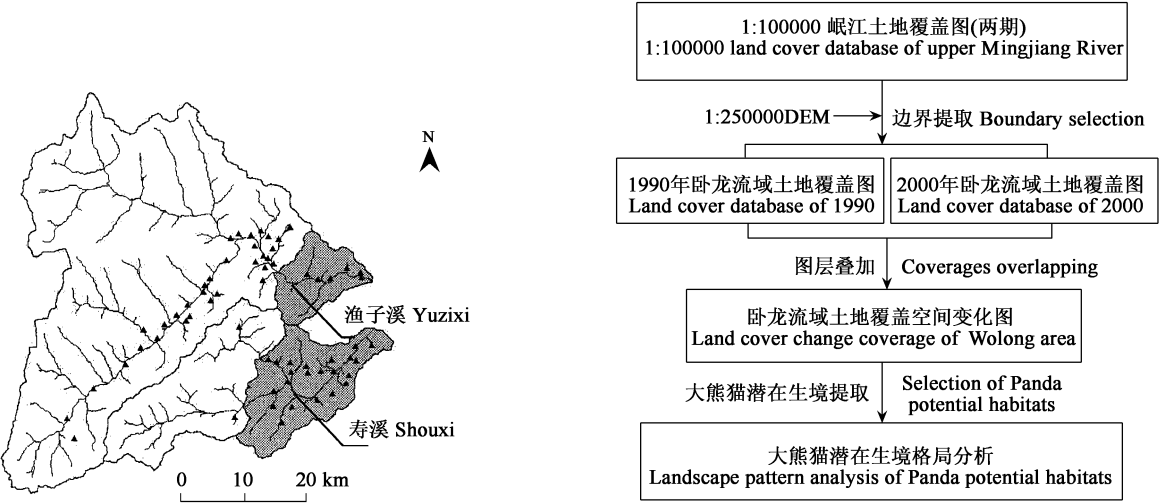 N
渔子溪 Yuzixi
寿溪 Shouxi
0 10 20 km
1:100000 岷江土地覆盖图(两期)
1:100000 land cover database of upper Mingjiang River
1:250000DEM
边界提取 Boundary selection
1990年卧龙流域土地覆盖图
Land cover database of 1990
2000年卧龙流域土地覆盖图
Land cover database of 2000
图层叠加 Coverages overlapping
卧龙流域土地覆盖空间变化图
Land cover change coverage of Wolong area
大熊猫潜在生境提取
Selection of Panda
potential habitats
大熊猫潜在生境格局分析
Landscape pattern analysis of Panda potential habitats